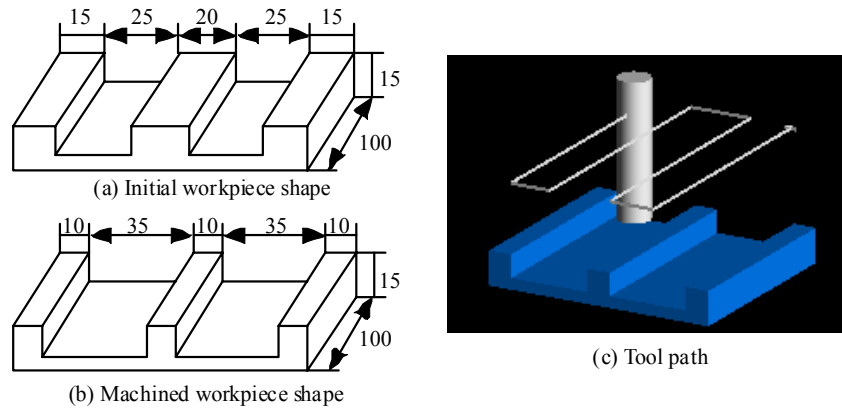 15 25 20 25 15
15
100
(a) Initial workpiece shape
10 35 10 35 10
15
100
(b) Machined workpiece shape
(c) Tool path